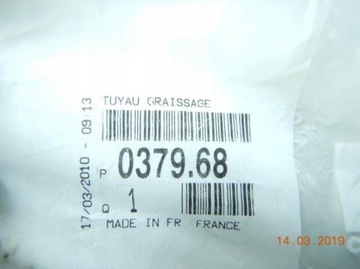 TUYAU GRAISSAGE
17/03/2010 - 09:13
P 0379.68
Q 1
MADE IN FR FRANCE
14.03.2019